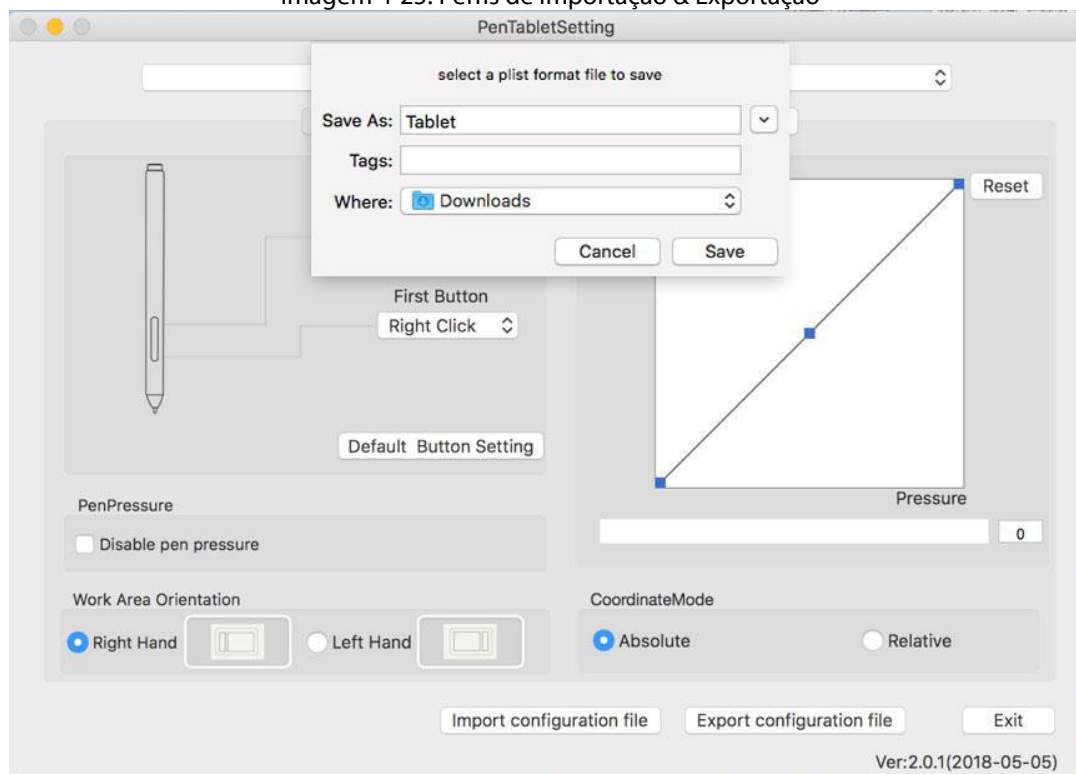 PenTabletSetting
select a plist format file to save
Save As: Tablet
Tags:
Where: Downloads
Cancel Save
Reset
First Button
Right Click
Default Button Setting
Pressure
0
PenPressure
Disable pen pressure
Work Area Orientation
Right Hand Left Hand
CoordinateMode
Absolute Relative
Import configuration file Export configuration file Exit
Ver:2.0.1(2018-05-05)